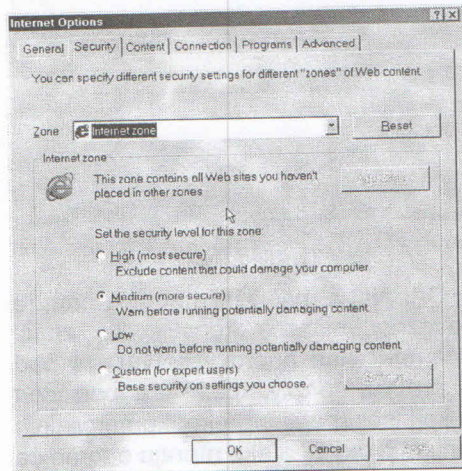 Internet Options
General Security Content Connection Programs Advanced
You can specify different security settings for different "zones" of Web content.
Zone Internet zone Reset
Internet zone
This zone contains all Web sites you haven't
placed in other zones
Set the security level for this zone:
High (most secure)
Exclude content that could damage your computer
Medium (more secure)
Warn before running potentially damaging content.
Low
Do not warn before running potentially damaging content
Custom (for expert users)
Base security on settings you choose.
OK Cancel